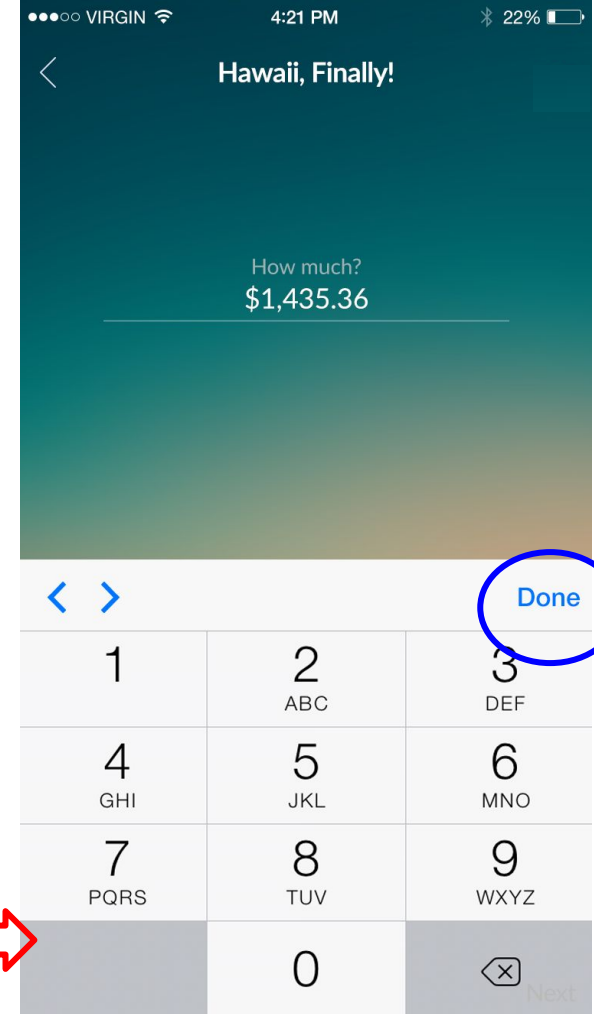 VIRGIN 4:21 PM 22%
Hawaii, Finally!
How much?
$1,435.36
Done
1 2 3
ABC DEF
4 5 6
GHI JKL MNO
7 8 9
PQRS TUV WXYZ
0
Next